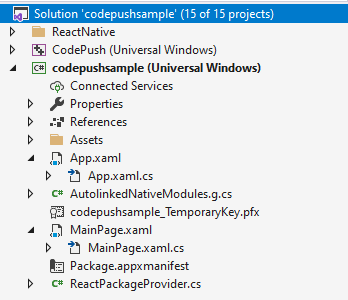 Solution 'codepushsample' (15 of 15 projects)
ReactNative
CodePush (Universal Windows)
C# codepushsample (Universal Windows)
Connected Services
Properties
References
Assets
App.xaml
App.xaml.cs
C# AutolinkedNativeModules.g.cs
codepushsample_TemporaryKey.pfx
MainPage.xaml
MainPage.xaml.cs
Package.appxmanifest
C# ReactPackageProvider.cs